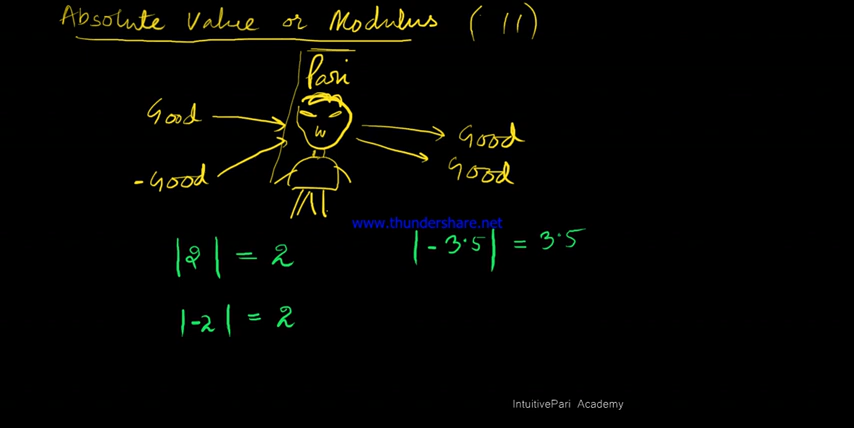 Absolute Value or Modulus ( | | )
Pari
Good
Good
- Good
Good
www.thundershare.net
|2| = 2
|-3.5| = 3.5
|-2| = 2
IntuitivePari Academy